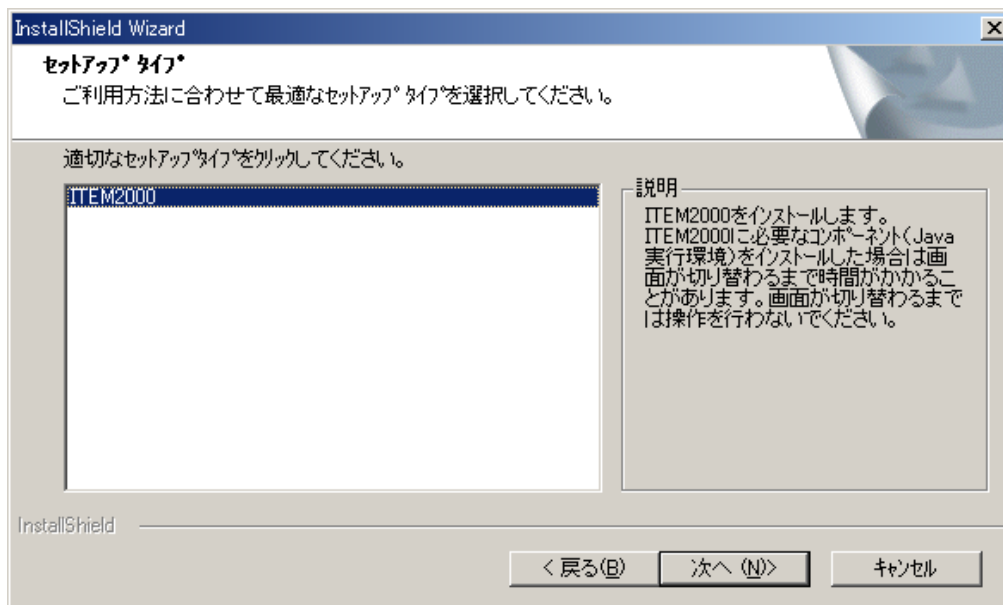 InstallShield Wizard
セットアップ タイプ
ご利用方法に合わせて最適なセットアップ タイプを選択してください。
適切なセットアップタイプをクリックしてください。
ITEM2000
説明
ITEM2000をインストールします。
ITEM2000に必要なコンポーネント(Java
実行環境)をインストールした場合は画
面が切り替わるまで時間がかかるこ
とがあります。画面が切り替わるまで
は操作を行わないでください。
InstallShield
< 戻る(B)
次へ (N)>
キャンセル